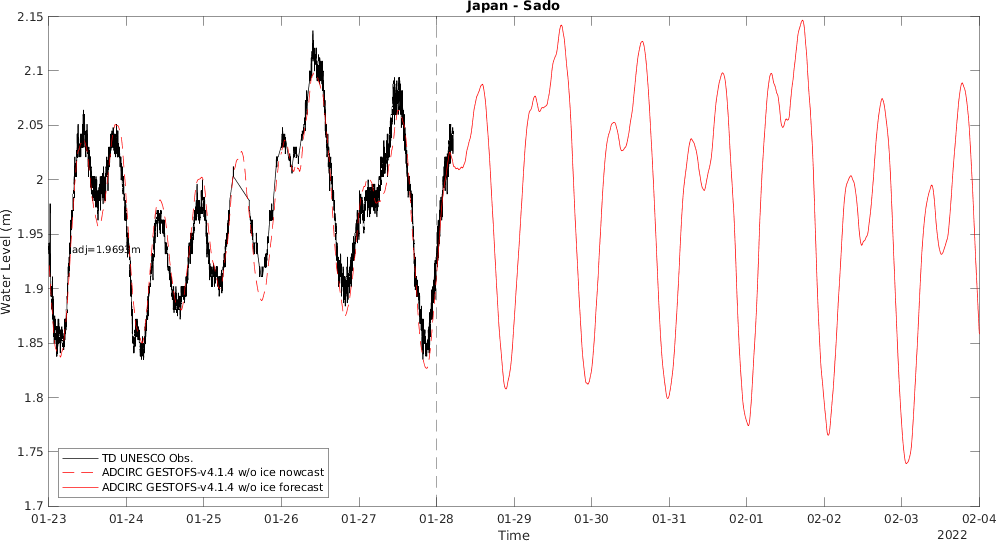 Japan - Sado
2.15
2.1
2.05
2
1.95
1.9
1.85
1.8
1.75
1.7
Water Level (m)
adj=1.9693m
TD UNESCO Obs.
ADCIRC GESTOFS-v4.1.4 w/o ice nowcast
ADCIRC GESTOFS-v4.1.4 w/o ice forecast
01-23 01-24 01-25 01-26 01-27 01-28 01-29 01-30 01-31 02-01 02-02 02-03 02-04
Time
2022